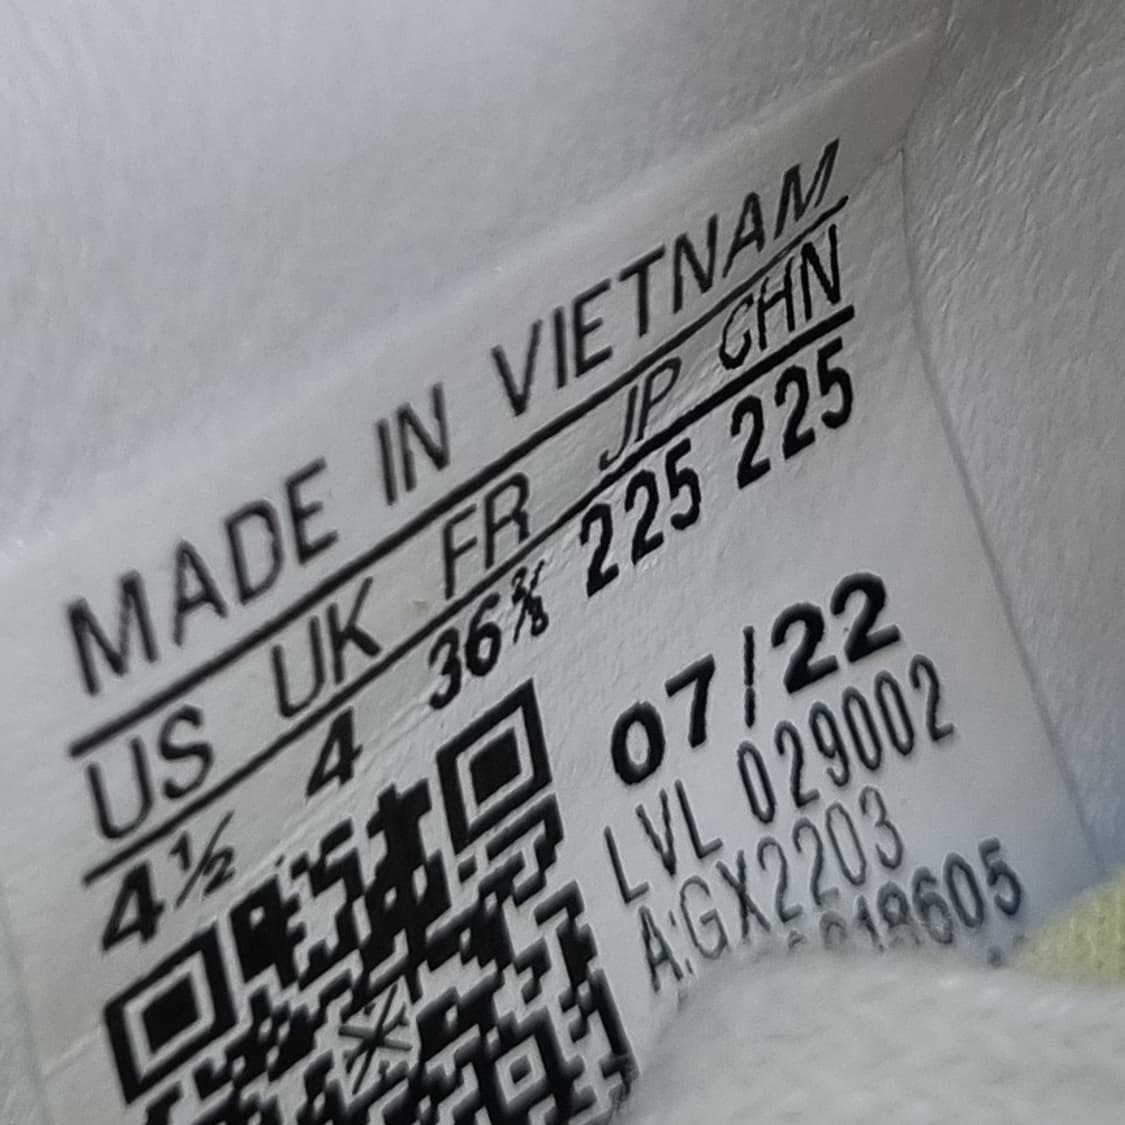 MADE IN VIETNAM
US UK FR JP CHN
4½ 4 36⅔ 225 225
07/22
LVL 029002
A:GX2203